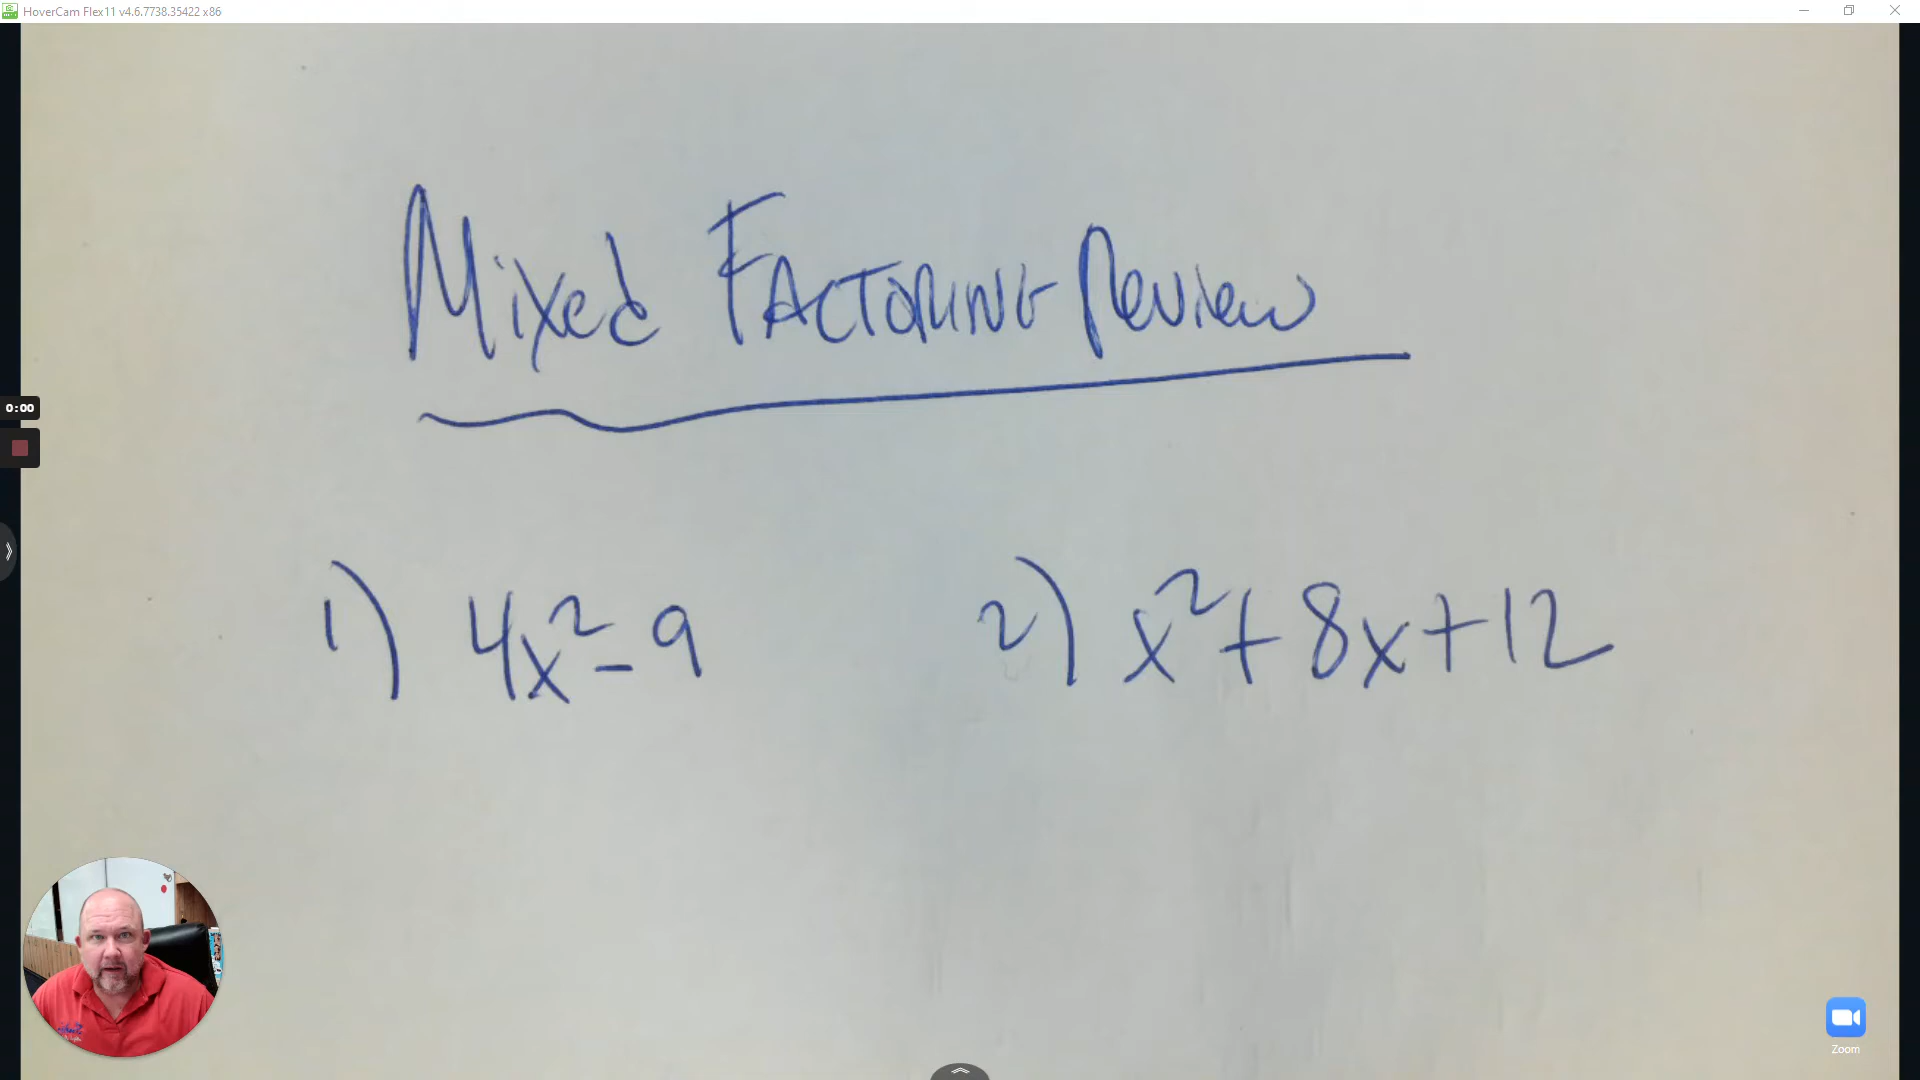 HoverCam Flex11 v4.6.7738.35422 x86
Mixed FACTORING Review
0:00
1) 4x² - 9
2) x² + 8x + 12
Zoom